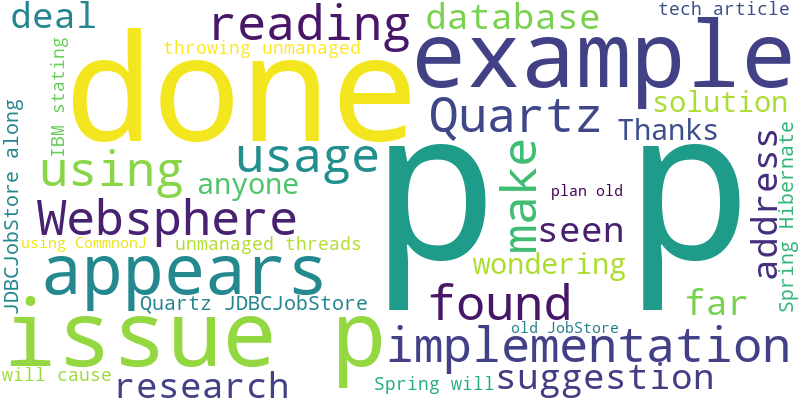 deal
reading
database
tech article
throwing unmanaged
done
example
IBM stating
Quartz
solution
Thanks
using
usage
anyone
p p
make
address
Spring Hibernate
JDBCJobStore along
plan old
Websphere
seen
using CommnonJ
unmanaged threads
appears
wondering
Quartz JDBCJobStore
found
far
issue p
old JobStore
implementation
will cause
research
Spring will
suggestion